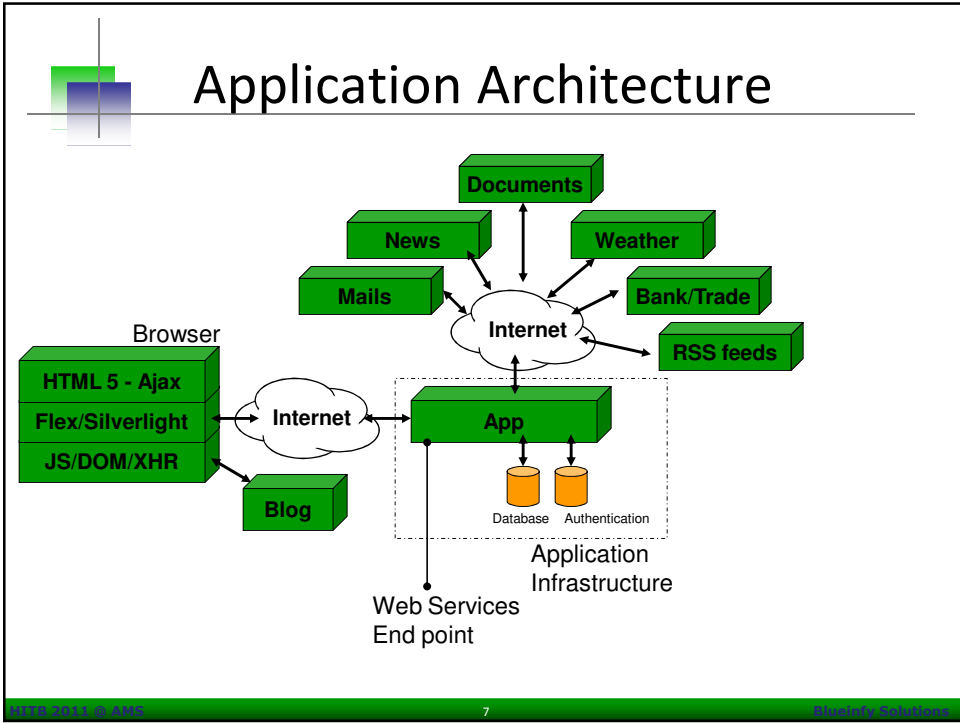 Application Architecture
Documents
News
Weather
Mails
Bank/Trade
Internet
RSS feeds
Browser
HTML 5 - Ajax
Flex/Silverlight
JS/DOM/XHR
Internet
App
Blog
Database
Authentication
Application
Infrastructure
Web Services
End point
HITB 2011 @ AMS
7
Blueinfy Solutions